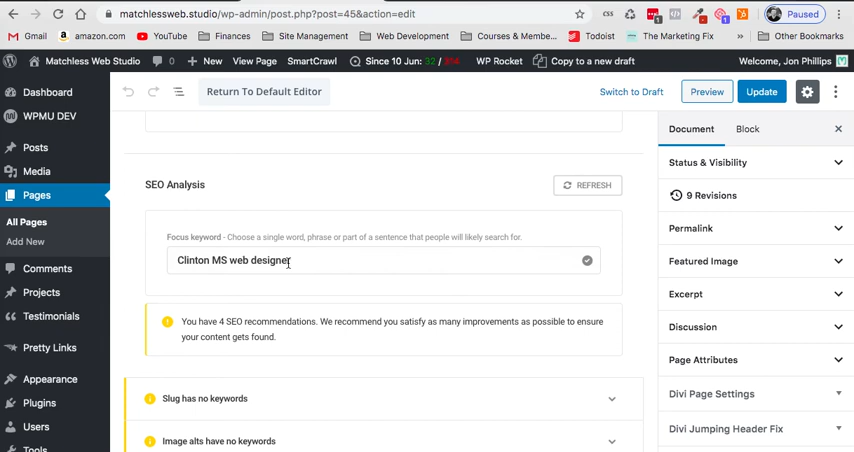 matchlessweb.studio/wp-admin/post.php?post=45&action=edit
Paused
Gmail amazon.com YouTube Finances Site Management Web Development Courses & Membe... Todoist The Marketing Fix » Other Bookmarks
Matchless Web Studio 0 New View Page SmartCrawl Since 10 Jun: 32 / 314 WP Rocket Copy to a new draft Welcome, Jon Phillips
Dashboard
WPMU DEV
Posts
Media
Pages
All Pages
Add New
Comments
Projects
Testimonials
Pretty Links
Appearance
Plugins
Users
Tools
Return To Default Editor
Switch to Draft Preview Update
SEO Analysis
REFRESH
Focus keyword - Choose a single word, phrase or part of a sentence that people will likely search for.
Clinton MS web designer
You have 4 SEO recommendations. We recommend you satisfy as many improvements as possible to ensure
your content gets found.
Slug has no keywords
Image alts have no keywords
Document Block
Status & Visibility
9 Revisions
Permalink
Featured Image
Excerpt
Discussion
Page Attributes
Divi Page Settings
Divi Jumping Header Fix